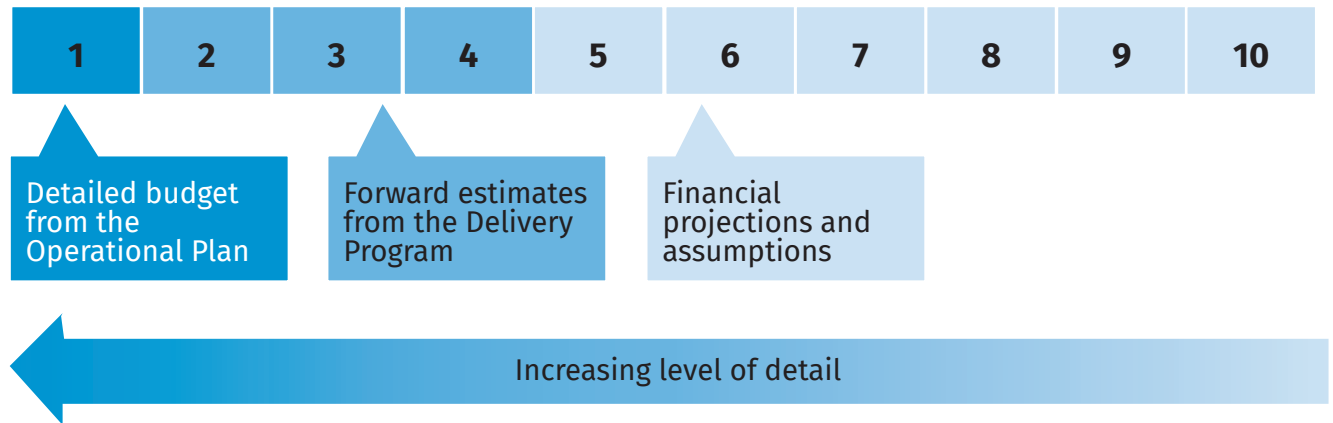 1 2 3 4 5 6 7 8 9 10
Detailed budget
from the
Operational Plan
Forward estimates
from the Delivery
Program
Financial
projections and
assumptions
Increasing level of detail